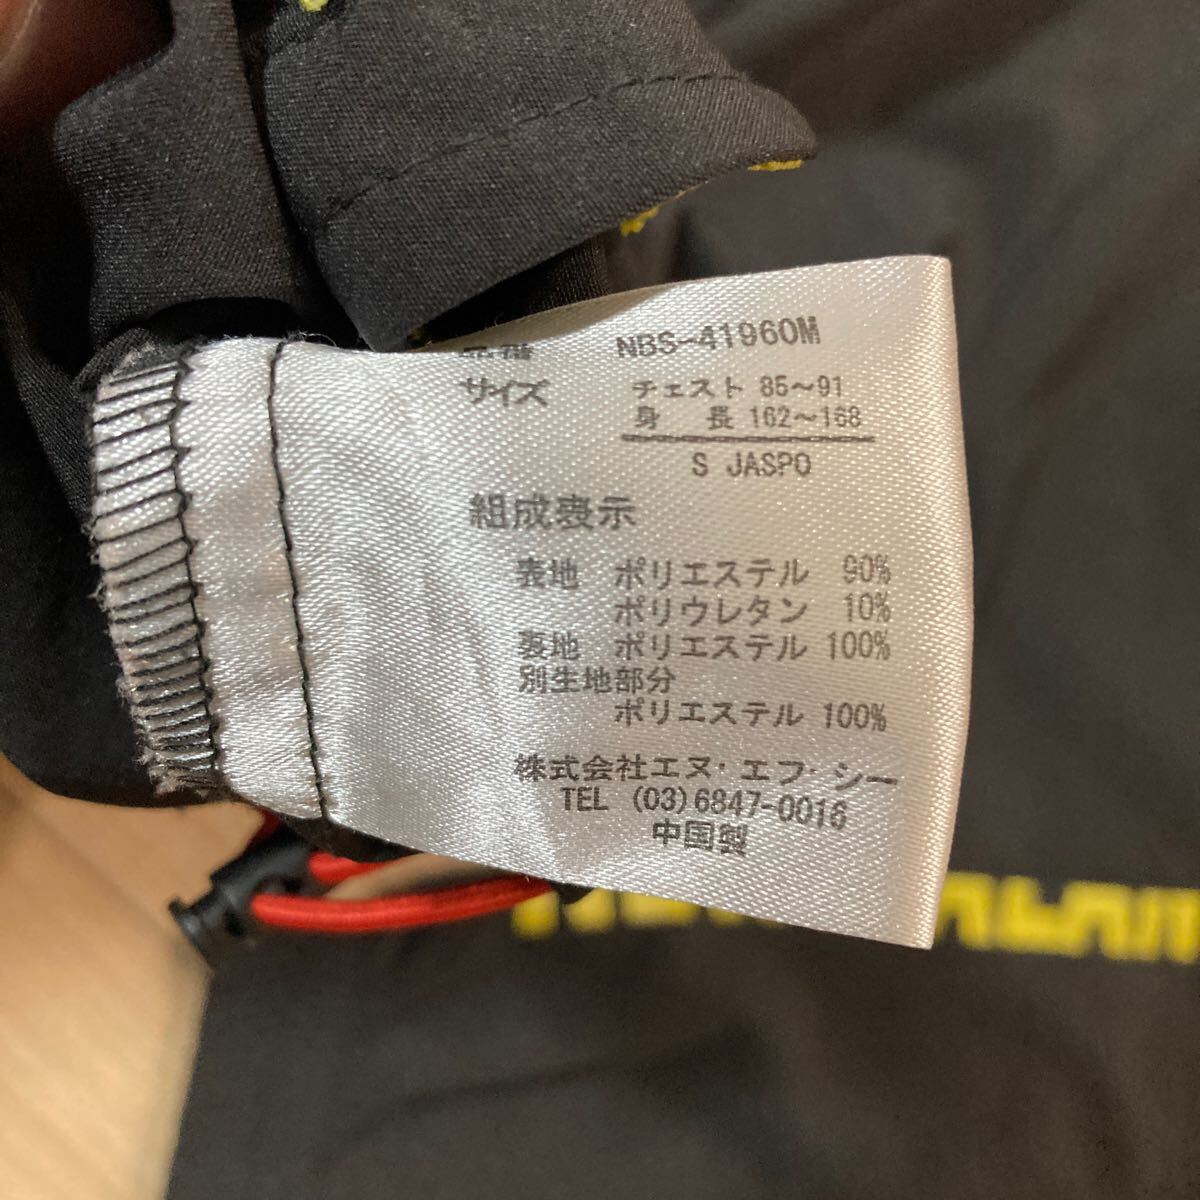 品番 NBS-41960M
サイズ チェスト 85～91
身 長 162～168
S JASPO
組成表示
表地 ポリエステル 90%
ポリウレタン 10%
裏地 ポリエステル 100%
別生地部分
ポリエステル 100%
株式会社エヌ・エフ・シー
TEL (03)6847-0016
中国製